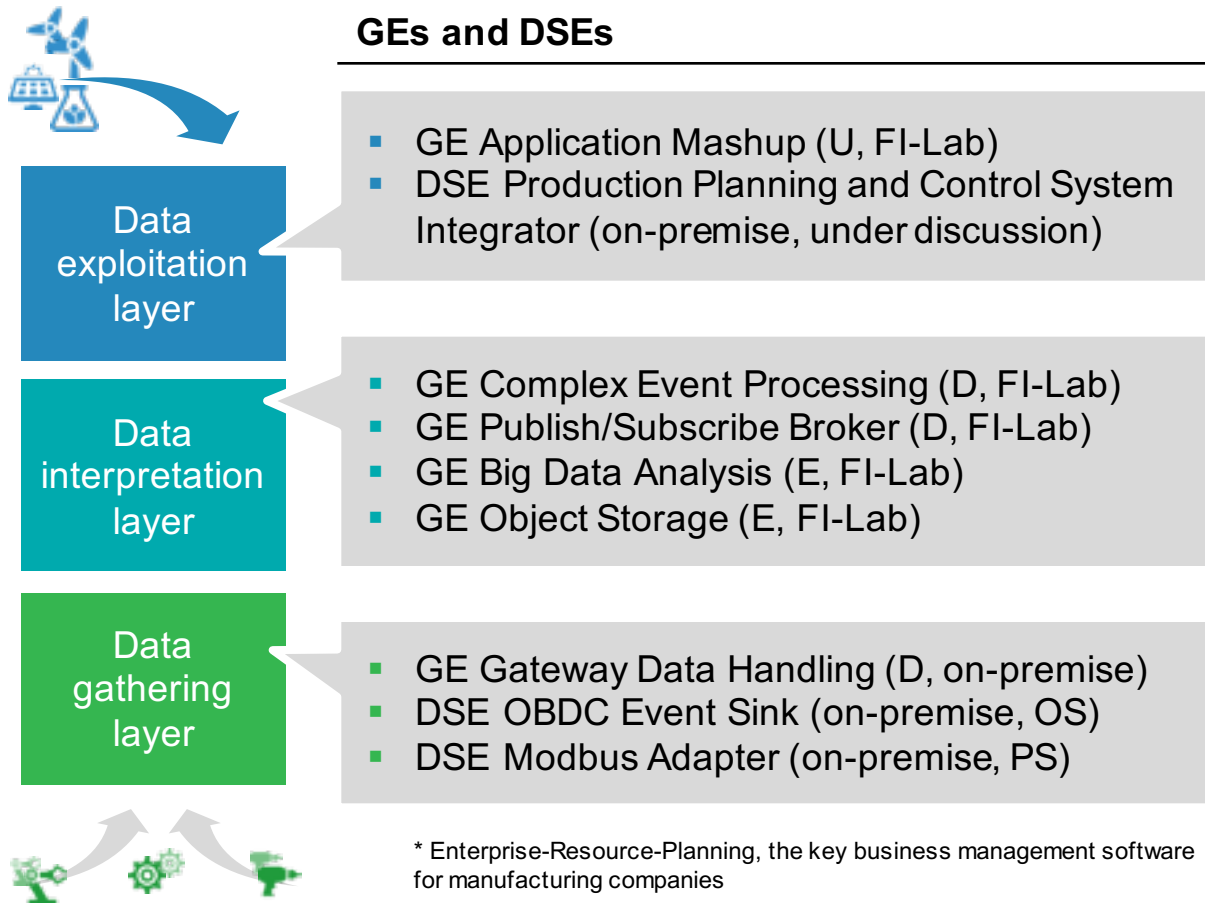 GEs and DSEs
Data
exploitation
layer
▪ GE Application Mashup (U, FI-Lab)
▪ DSE Production Planning and Control System
Integrator (on-premise, under discussion)
Data
interpretation
layer
▪ GE Complex Event Processing (D, FI-Lab)
▪ GE Publish/Subscribe Broker (D, FI-Lab)
▪ GE Big Data Analysis (E, FI-Lab)
▪ GE Object Storage (E, FI-Lab)
Data
gathering
layer
▪ GE Gateway Data Handling (D, on-premise)
▪ DSE OBDC Event Sink (on-premise, OS)
▪ DSE Modbus Adapter (on-premise, PS)
* Enterprise-Resource-Planning, the key business management software
for manufacturing companies